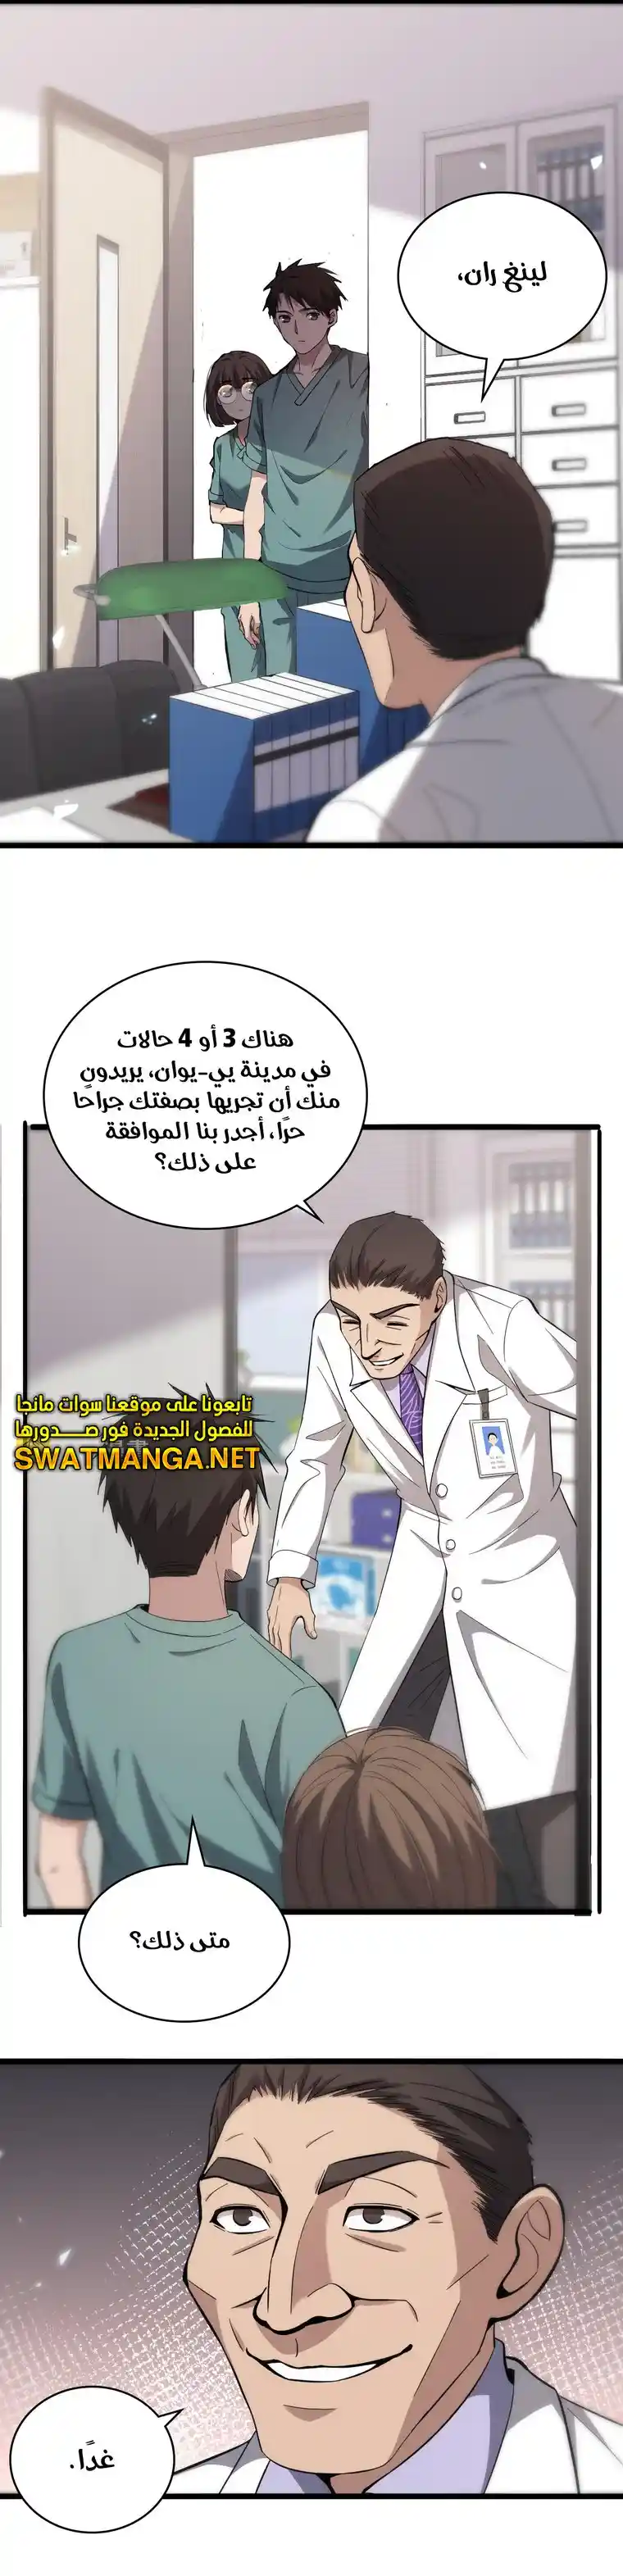 لينغ ران،
هناك 3 أو 4 حالات
في مدينة يي-يوان، يريدون
منك أن تجريها بصفتك جراحًا
حرًا، أجدر بنا الموافقة
على ذلك؟
تابعونا على موقعنا سوات مانجا
للفصول الجديدة فور صـــدورها
SWATMANGA.NET
متى ذلك؟
غدًا.